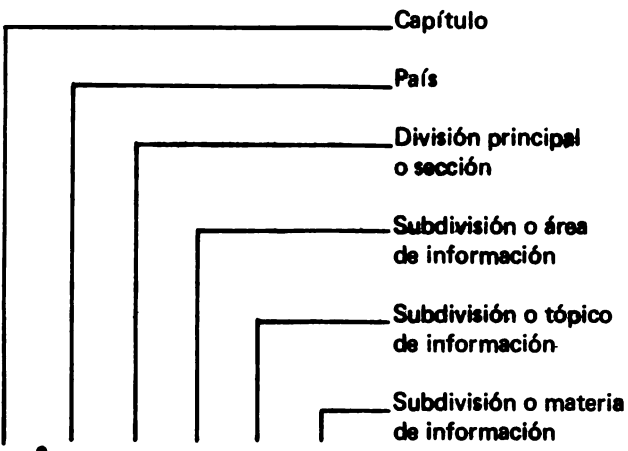 Capítulo
País
División principal
o sección
Subdivisión o área
de información
Subdivisión o tópico
de información
Subdivisión o materia
de información